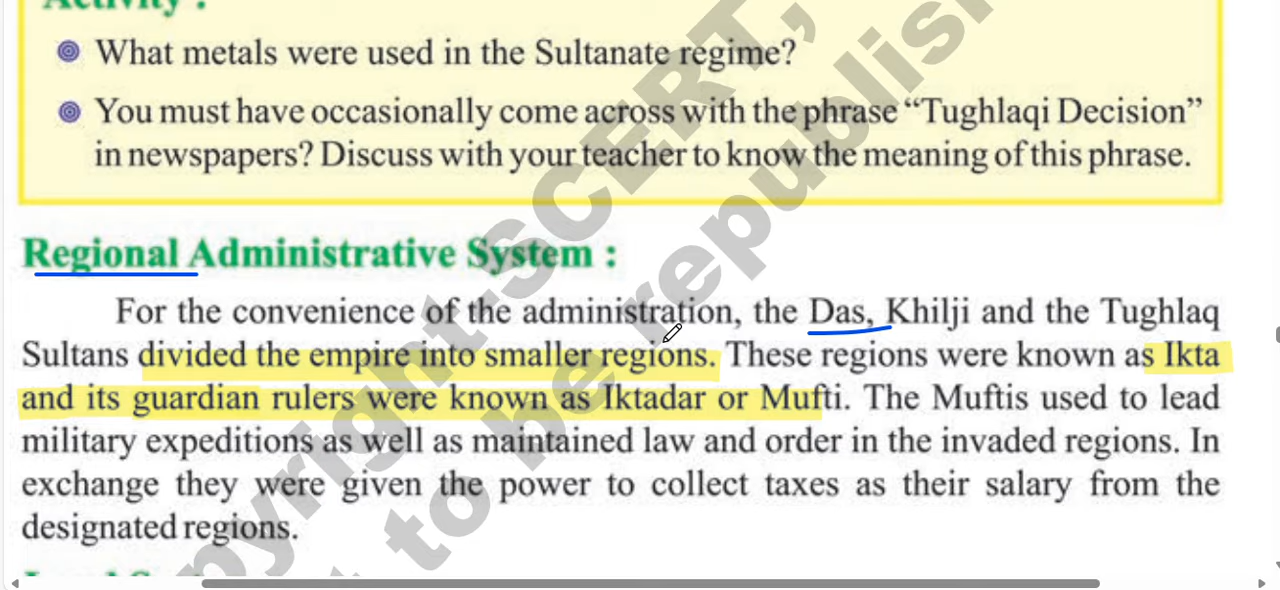 Activity :
What metals were used in the Sultanate regime?
You must have occasionally come across with the phrase “Tughlaqi Decision”
in newspapers? Discuss with your teacher to know the meaning of this phrase.
Regional Administrative System :
For the convenience of the administration, the Das, Khilji and the Tughlaq
Sultans divided the empire into smaller regions. These regions were known as Ikta
and its guardian rulers were known as Iktadar or Mufti. The Muftis used to lead
military expeditions as well as maintained law and order in the invaded regions. In
exchange they were given the power to collect taxes as their salary from the
designated regions.